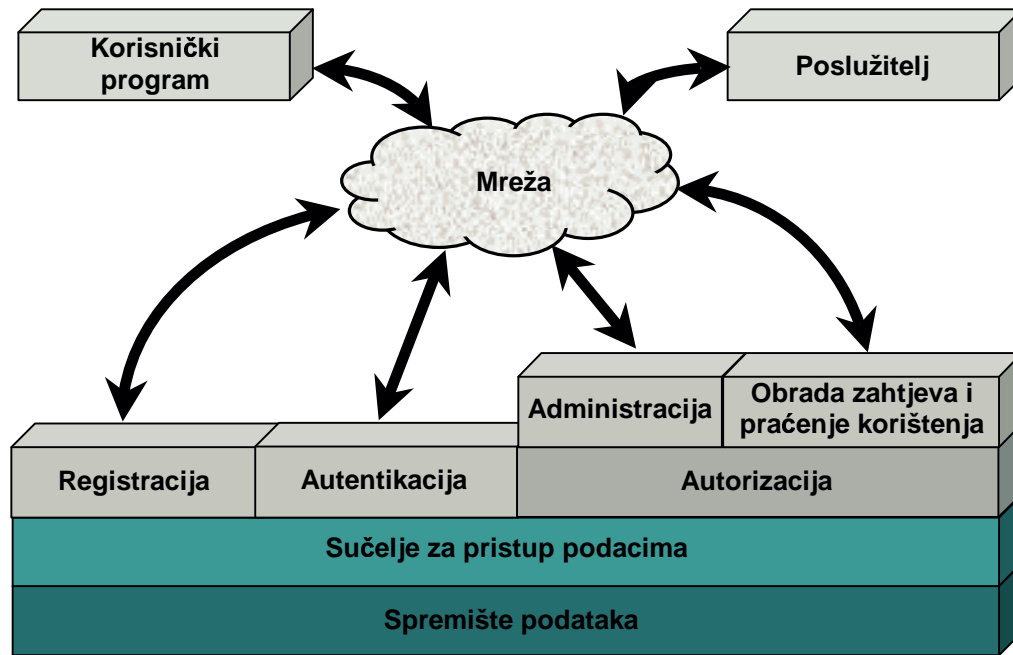 Korisnički
program
Poslužitelj
Mreža
Administracija
Obrada zahtjeva i
praćenje korištenja
Registracija
Autentikacija
Autorizacija
Sučelje za pristup podacima
Spremište podataka